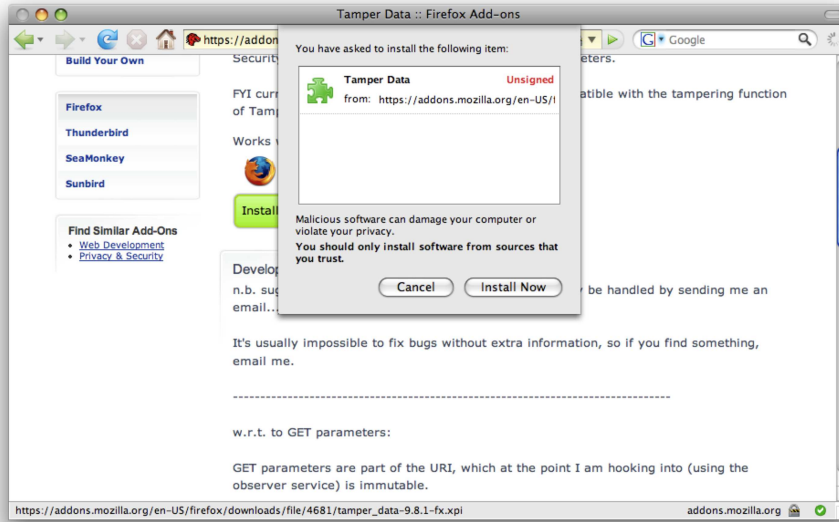 Tamper Data :: Firefox Add-ons
https://addon
Google
Build Your Own
Firefox
Thunderbird
SeaMonkey
Sunbird
Find Similar Add-Ons
Web Development
Privacy & Security
Securit
eters.
FYI curr
atible with the tampering function
of Tam
Works
Install
You have asked to install the following item:
Tamper Data
Unsigned
from: https://addons.mozilla.org/en-US/
Malicious software can damage your computer or
violate your privacy.
You should only install software from sources that
you trust.
Cancel
Install Now
Develop
n.b. sug
be handled by sending me an
email...
It's usually impossible to fix bugs without extra information, so if you find something,
email me.
--------------------------------------------------------------------------------
w.r.t. to GET parameters:
GET parameters are part of the URI, which at the point I am hooking into (using the
observer service) is immutable.
https://addons.mozilla.org/en-US/firefox/downloads/file/4681/tamper_data-9.8.1-fx.xpi
addons.mozilla.org